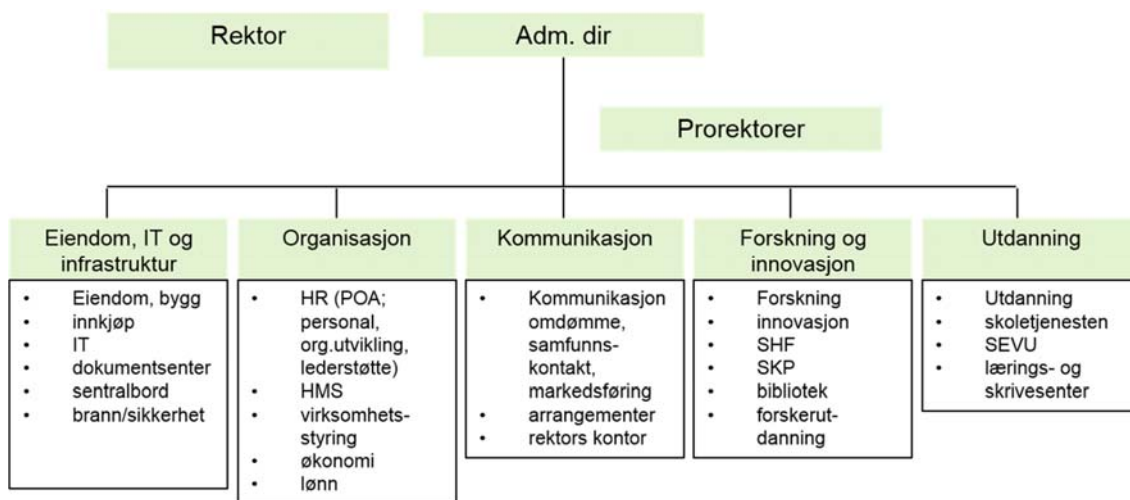 Rektor
Adm. dir
Prorektorer
Eiendom, IT og
infrastruktur
• Eiendom, bygg
• innkjøp
• IT
• dokumentsenter
• sentralbord
• brann/sikkerhet
Organisasjon
• HR (POA;
personal,
org.utvikling,
lederstøtte)
• HMS
• virksomhets-
styring
• økonomi
• lønn
Kommunikasjon
• Kommunikasjon
omdømme,
samfunns-
kontakt,
markedsføring
• arrangementer
• rektors kontor
Forskning og
innovasjon
• Forskning
• innovasjon
• SHF
• SKP
• bibliotek
• forskerut-
danning
Utdanning
• Utdanning
• skoletjenesten
• SEVU
• lærings- og
skrivesenter